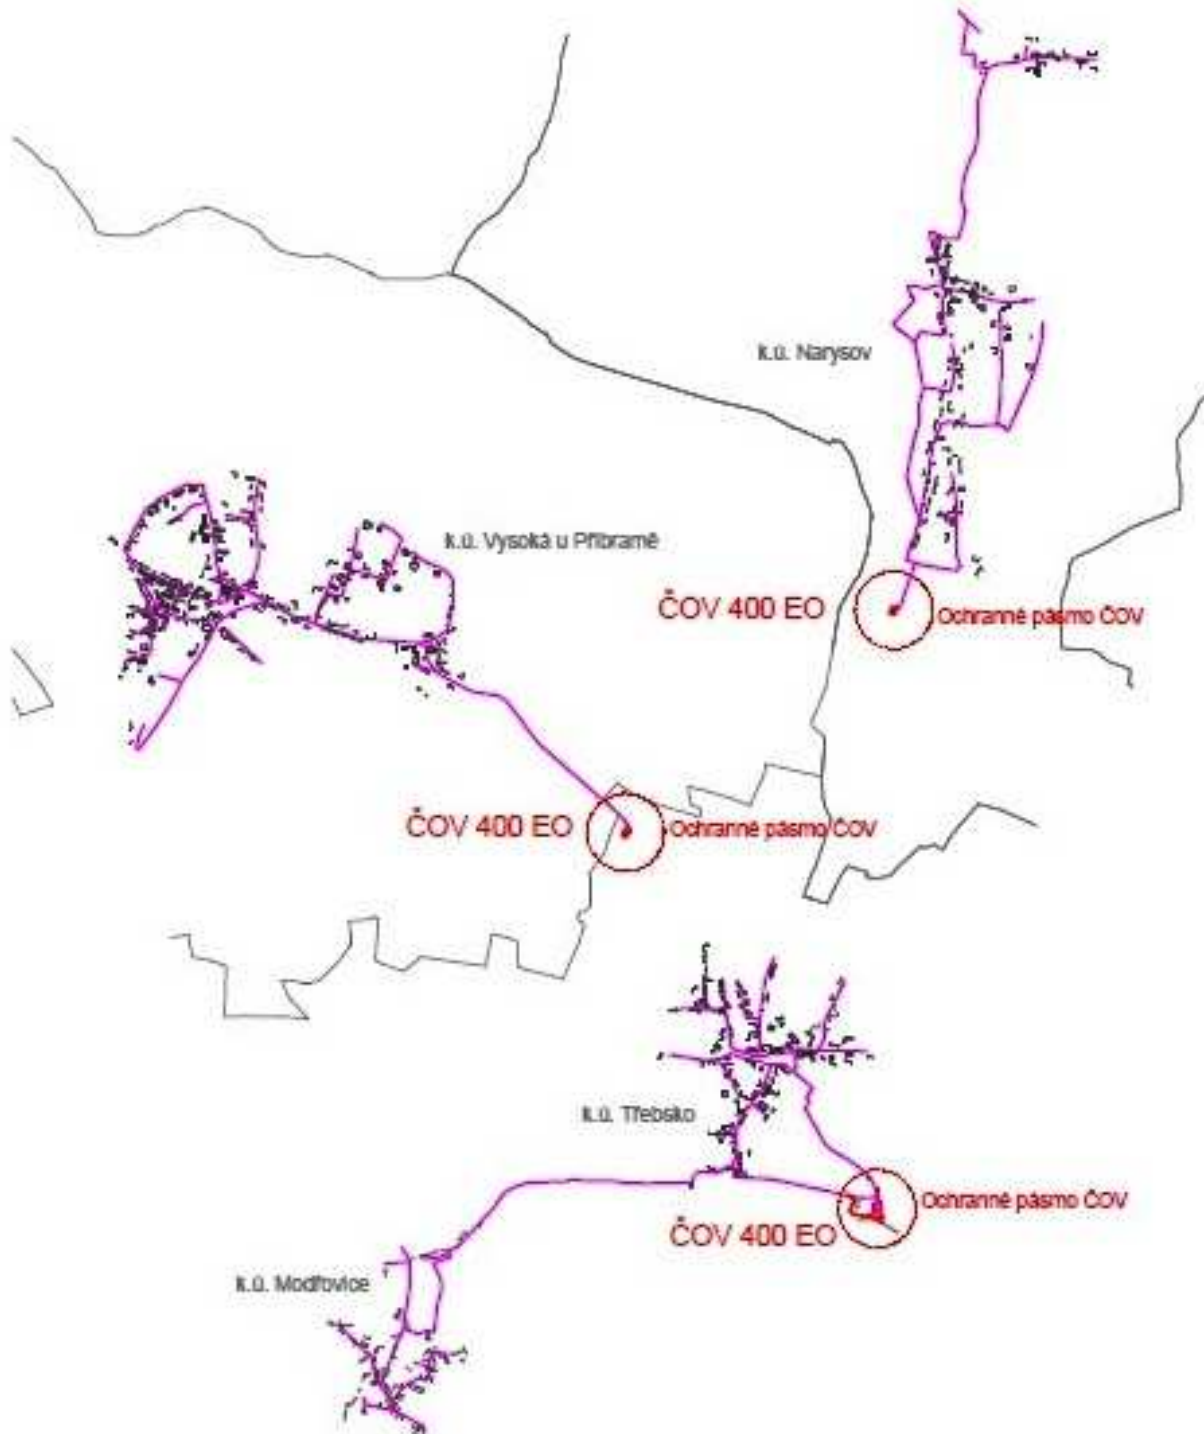 k.ú. Narysov
k.ú. Vysoká u Příbramě
ČOV 400 EO
Ochranné pásmo ČOV
ČOV 400 EO
Ochranné pásmo ČOV
k.ú. Třebsko
Ochranné pásmo ČOV
ČOV 400 EO
k.ú. Modřovice